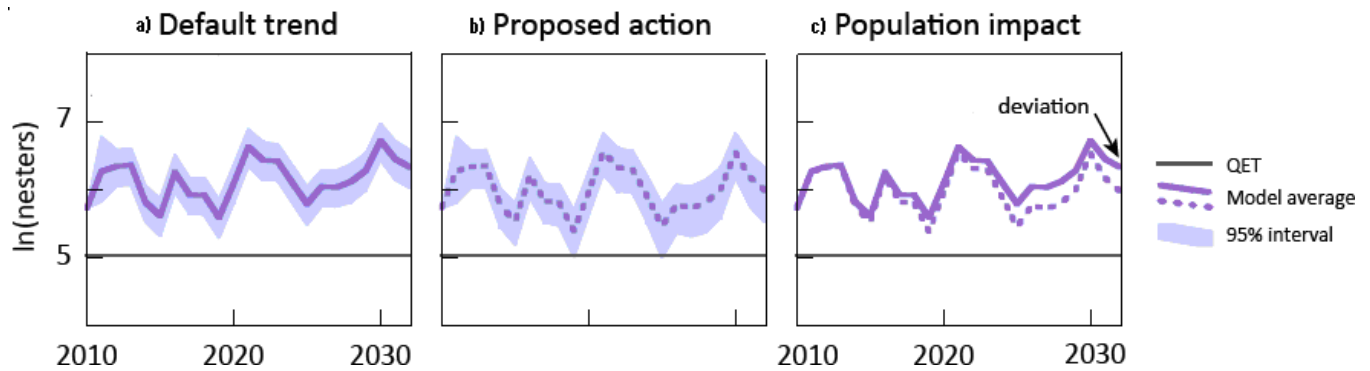 a) Default trend
b) Proposed action
c) Population impact
ln(nesters)
7
5
deviation
QET
Model average
95% interval
2010
2020
2030
2010
2020
2030